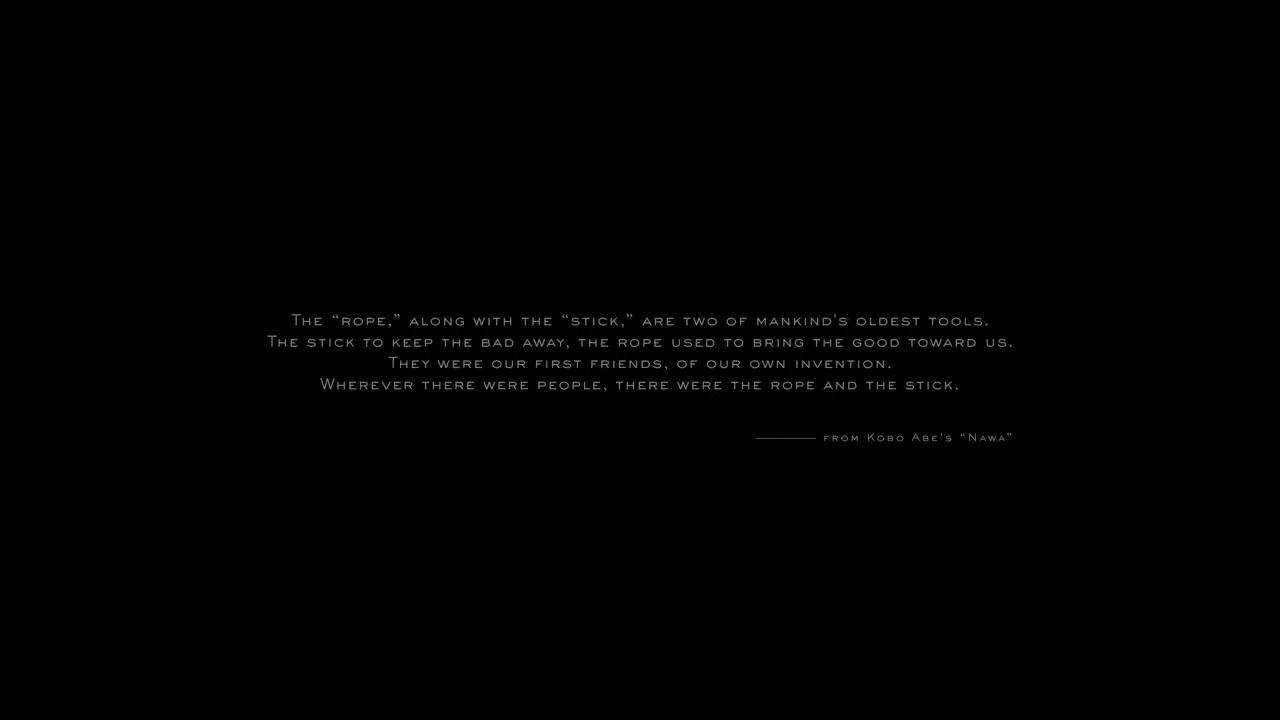 The “rope,” along with the “stick,” are two of mankind's oldest tools.
The stick to keep the bad away, the rope used to bring the good toward us.
They were our first friends, of our own invention.
Wherever there were people, there were the rope and the stick.
——— from Kobo Abe's “Nawa”